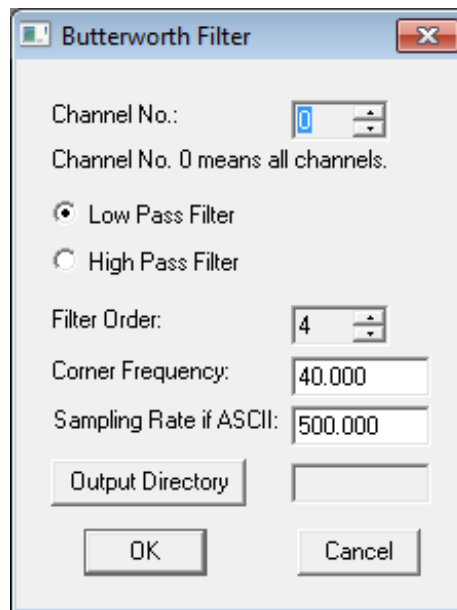 Butterworth Filter
Channel No.: 0
Channel No. 0 means all channels.
Low Pass Filter
High Pass Filter
Filter Order: 4
Corner Frequency: 40.000
Sampling Rate if ASCII: 500.000
Output Directory
OK Cancel